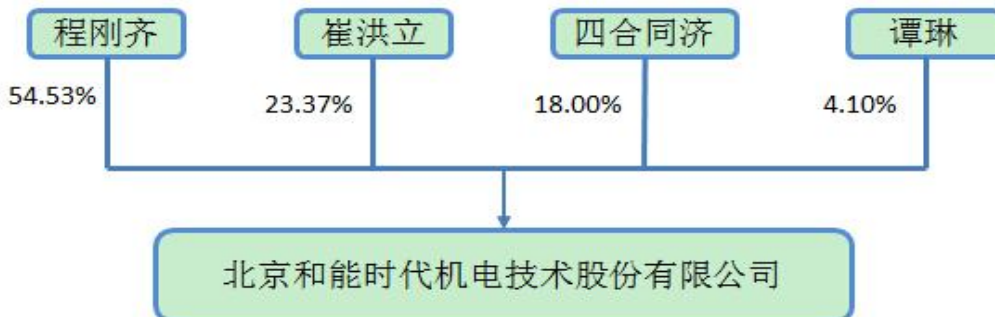 程刚齐 崔洪立 四合同济 谭琳
54.53% 23.37% 18.00% 4.10%
北京和能时代机电技术股份有限公司